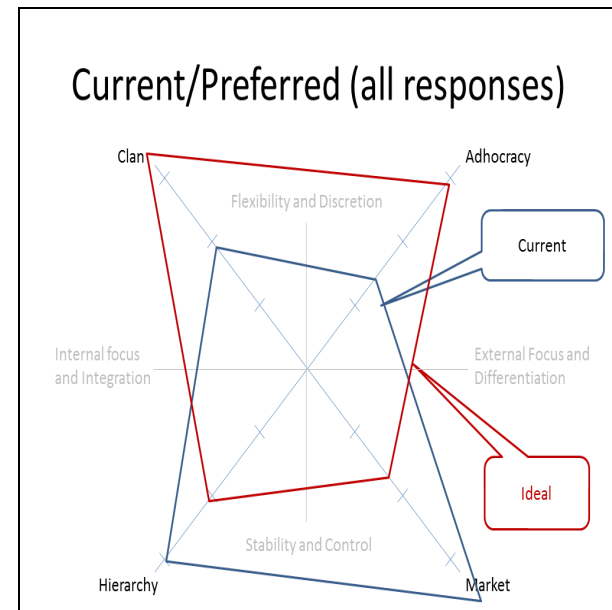 Current/Preferred (all responses)
Clan
Adhocracy
Flexibility and Discretion
Current
Internal focus
and Integration
External Focus and
Differentiation
Ideal
Stability and Control
Hierarchy
Market